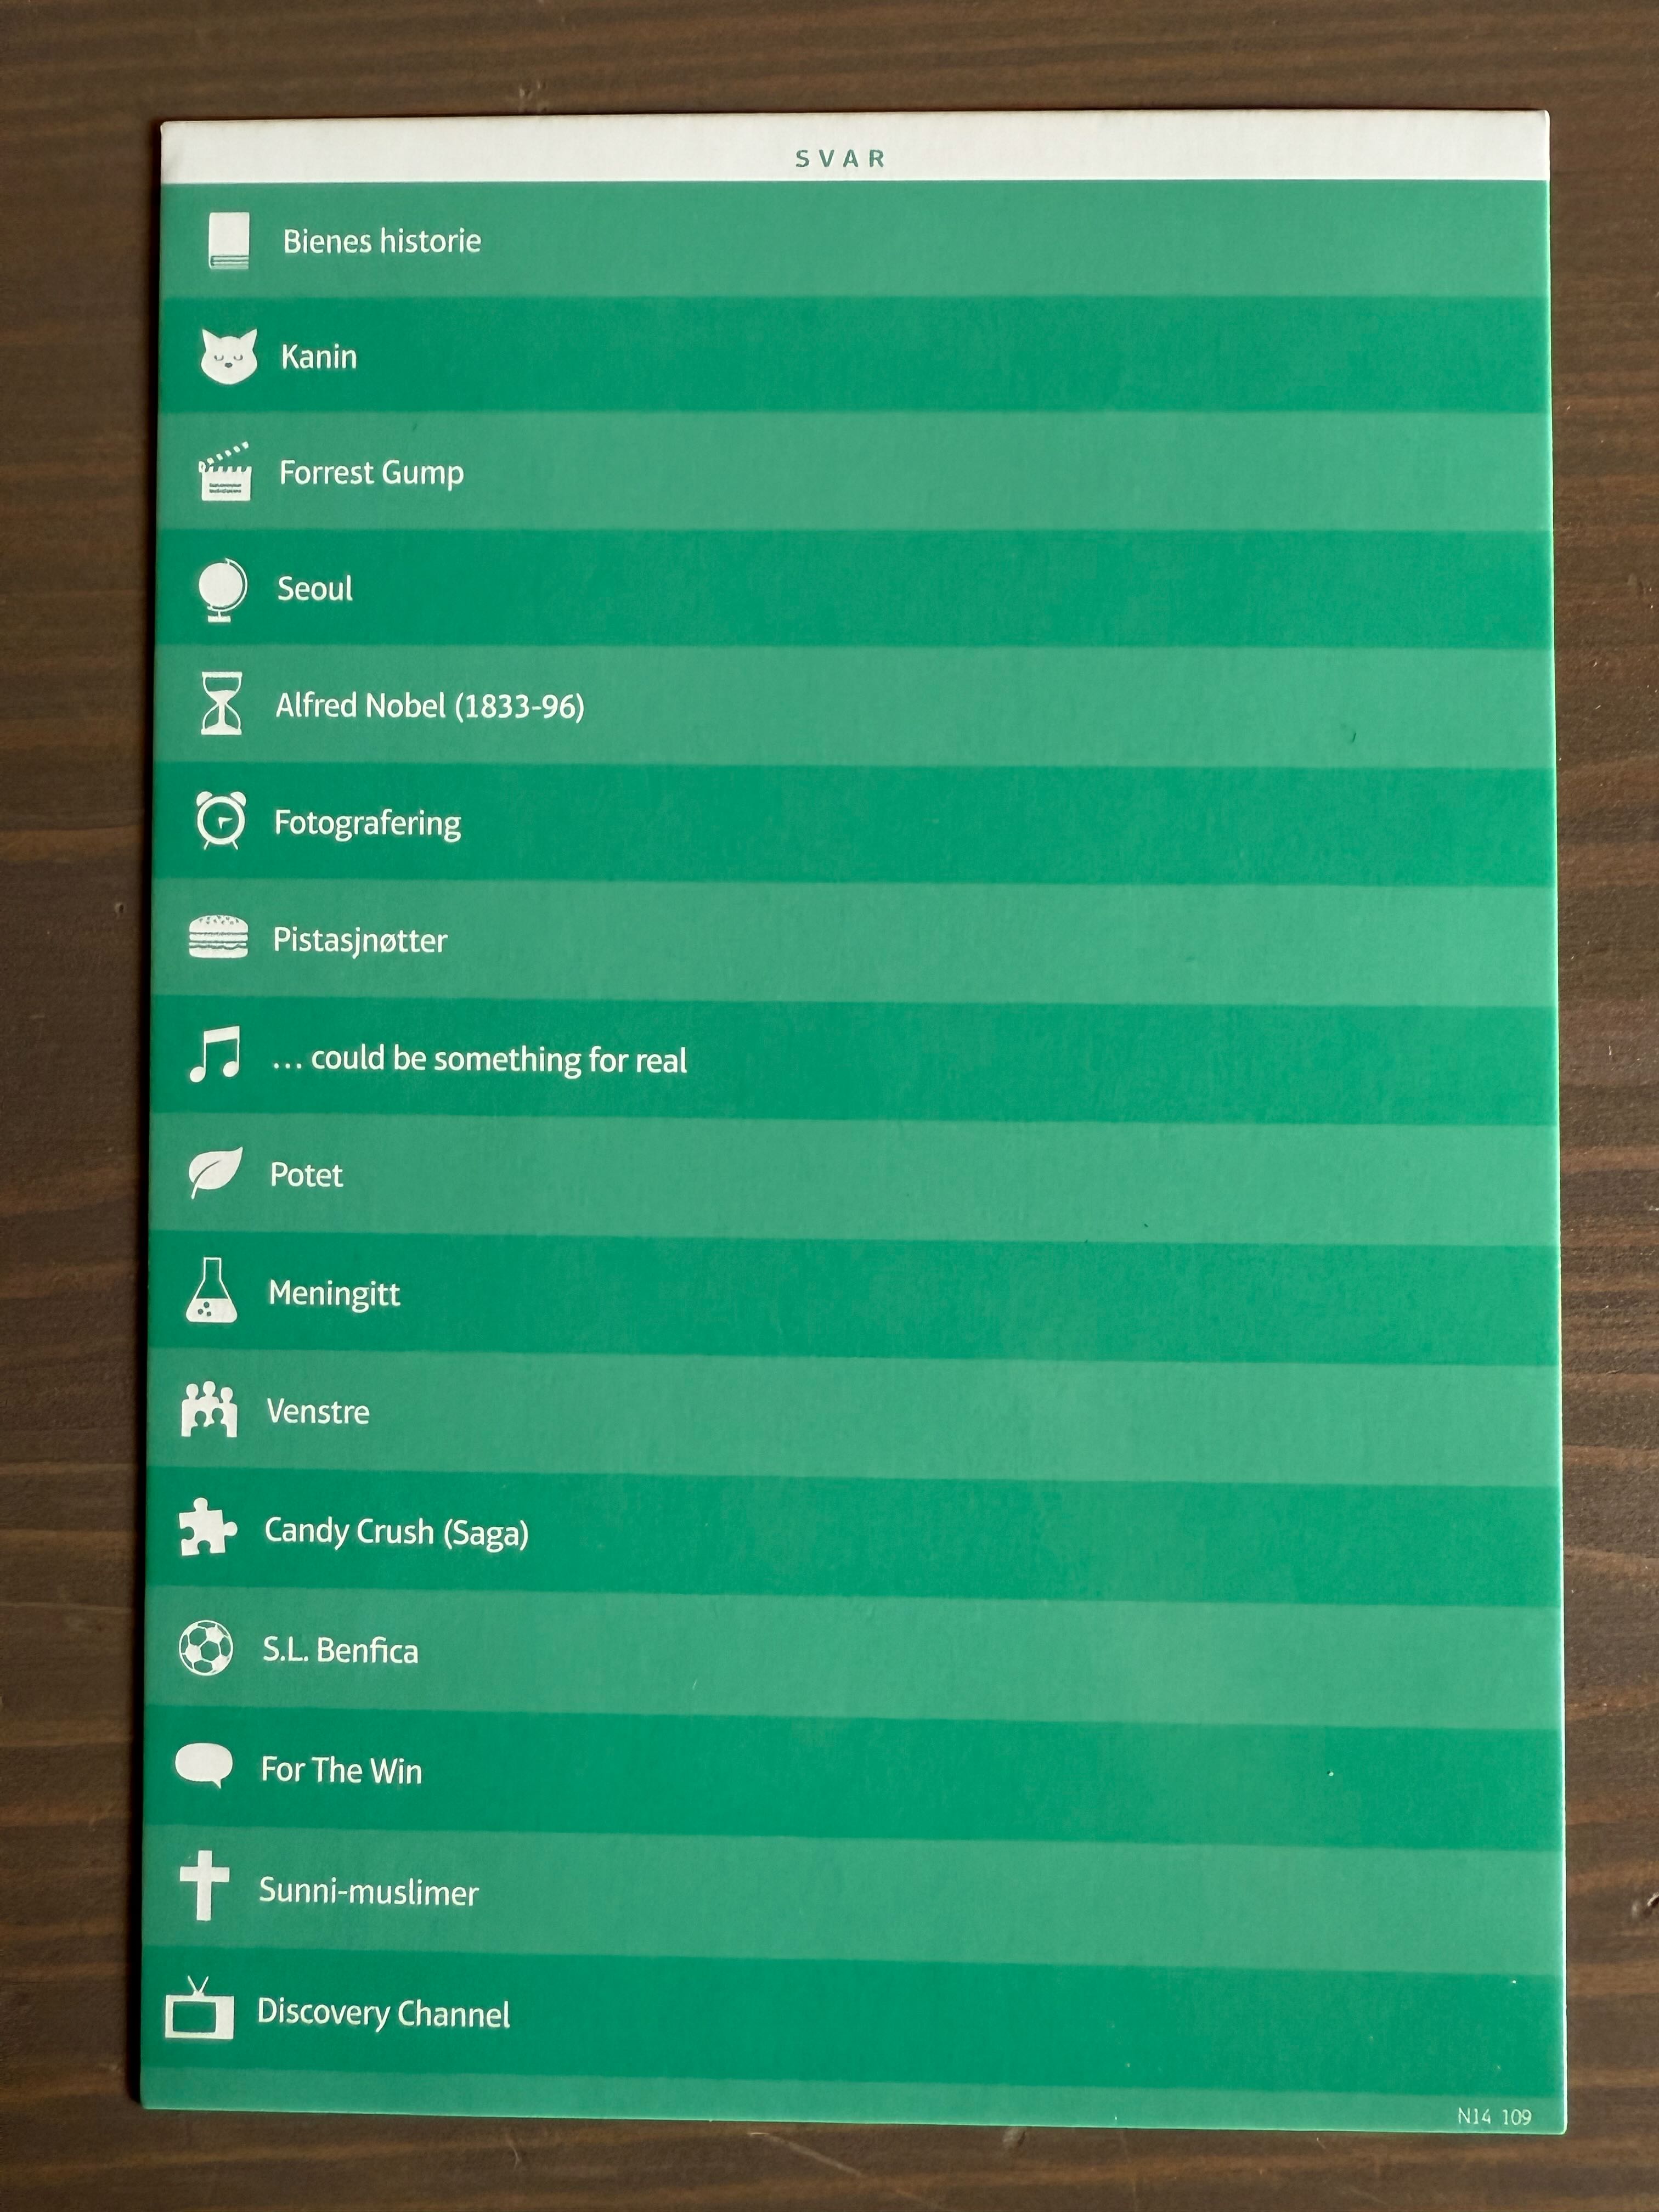 SVAR
Bienes historie
Kanin
Forrest Gump
Seoul
Alfred Nobel (1833-96)
Fotografering
Pistasjnøtter
... could be something for real
Potet
Meningitt
Venstre
Candy Crush (Saga)
S.L. Benfica
For The Win
Sunni-muslimer
Discovery Channel
N14 109